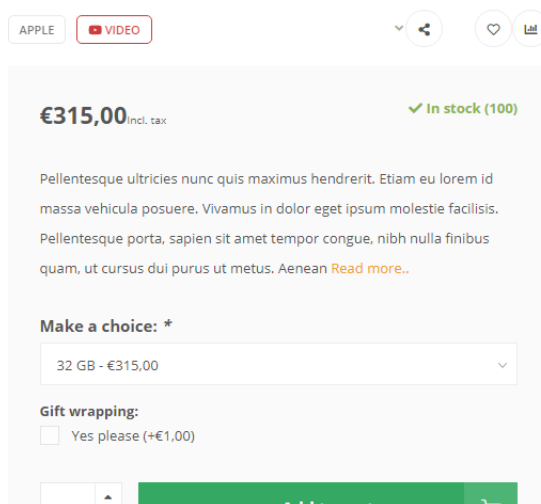 APPLE
VIDEO
€315,00 Incl. tax
In stock (100)
Pellentesque ultricies nunc quis maximus hendrerit. Etiam eu lorem id
massa vehicula posuere. Vivamus in dolor eget ipsum molestie facilisis.
Pellentesque porta, sapien sit amet tempor congue, nibh nulla finibus
quam, ut cursus dui purus ut metus. Aenean Read more..
Make a choice: *
32 GB - €315,00
Gift wrapping:
Yes please (+€1,00)